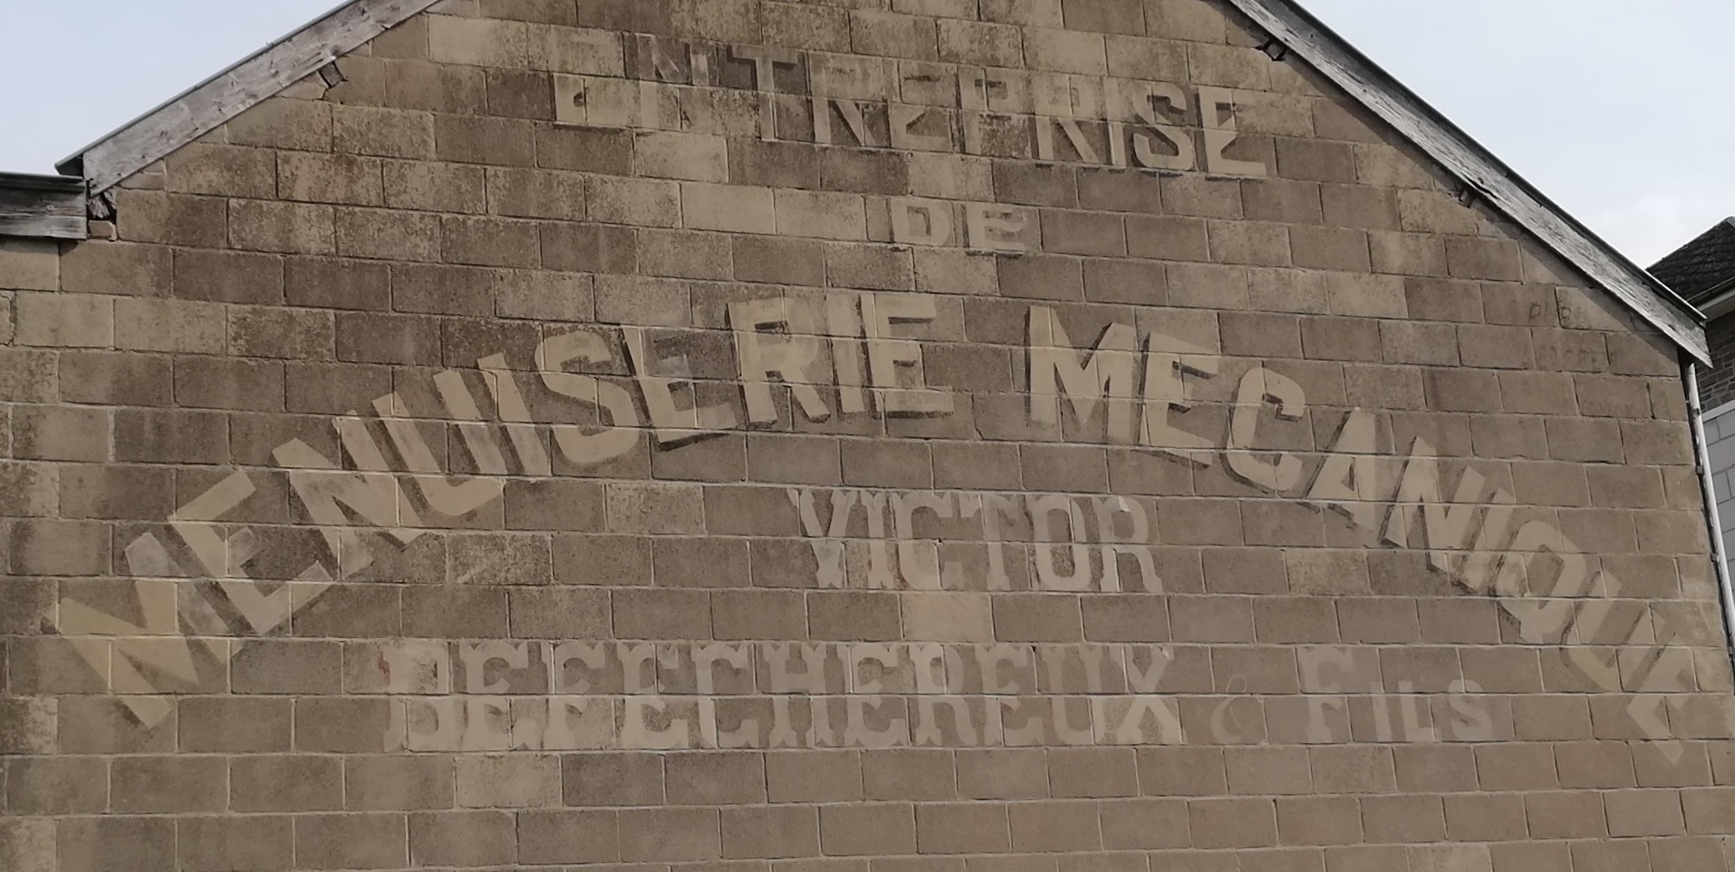 ENTREPRISE
DE
MENUISERIE MECANIQUE
VICTOR
DEFECHEREUX & FILS